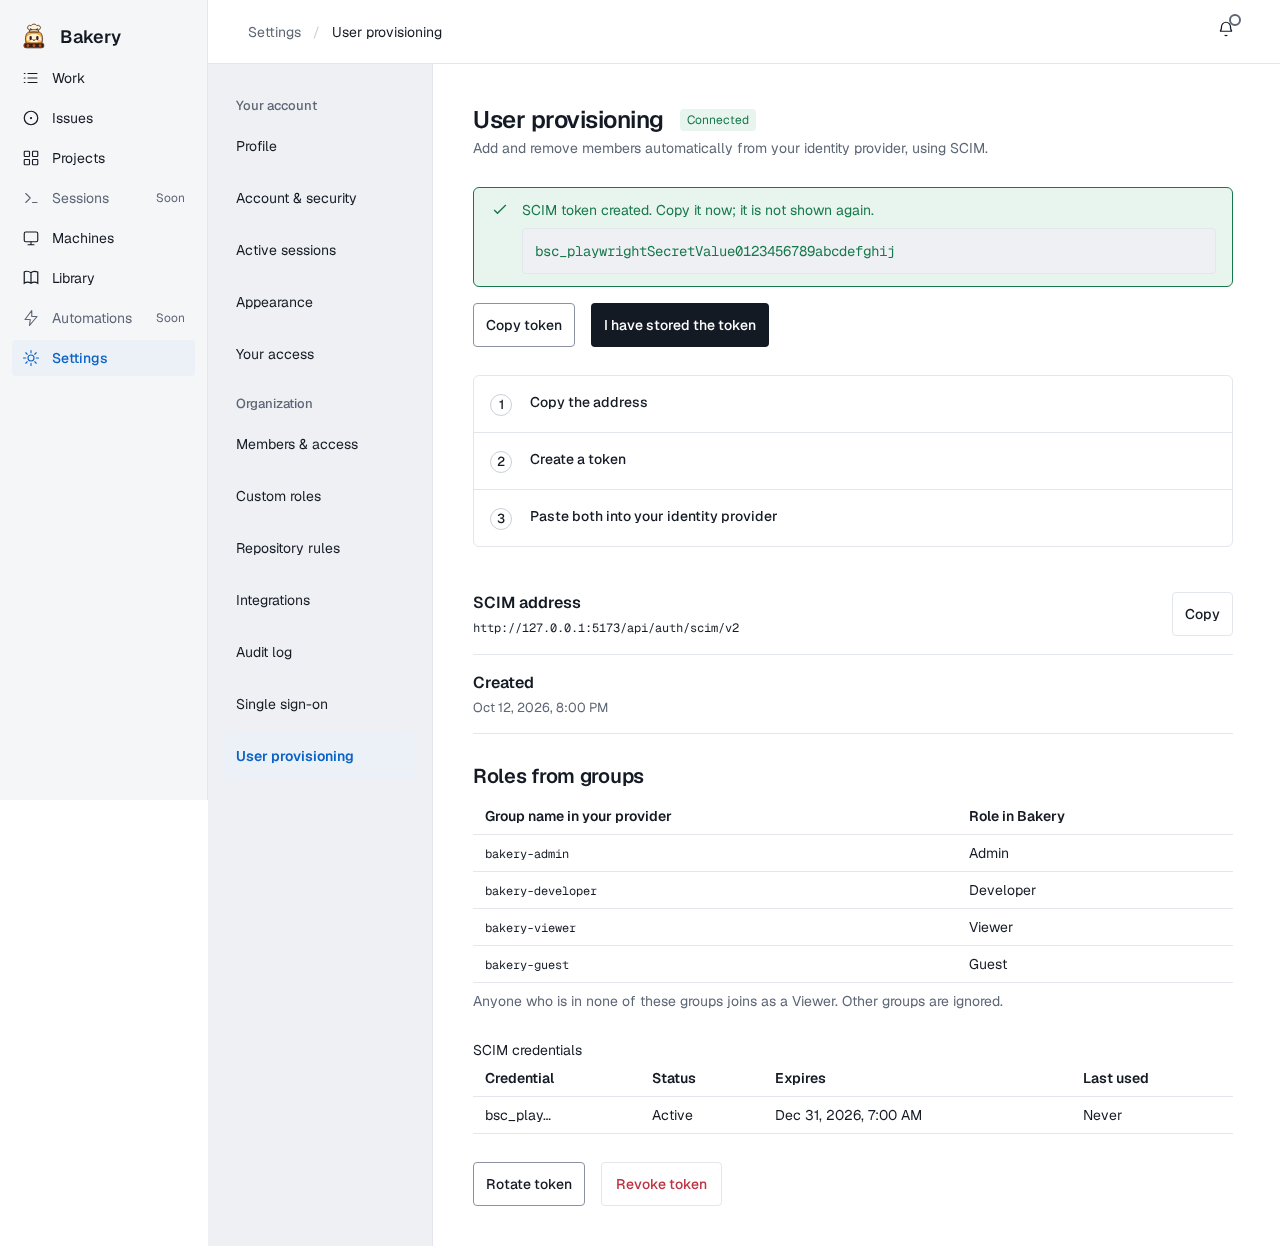 Bakery
Work
Issues
Projects
Sessions Soon
Machines
Library
Automations Soon
Settings
Settings / User provisioning
Your account
Profile
Account & security
Active sessions
Appearance
Your access
Organization
Members & access
Custom roles
Repository rules
Integrations
Audit log
Single sign-on
User provisioning
User provisioning Connected
Add and remove members automatically from your identity provider, using SCIM.
SCIM token created. Copy it now; it is not shown again.
bsc_playwrightSecretValue0123456789abcdefghij
Copy token I have stored the token
1 Copy the address
2 Create a token
3 Paste both into your identity provider
SCIM address
http://127.0.0.1:5173/api/auth/scim/v2
Copy
Created
Oct 12, 2026, 8:00 PM
Roles from groups
Group name in your provider Role in Bakery
bakery-admin Admin
bakery-developer Developer
bakery-viewer Viewer
bakery-guest Guest
Anyone who is in none of these groups joins as a Viewer. Other groups are ignored.
SCIM credentials
Credential Status Expires Last used
bsc_play… Active Dec 31, 2026, 7:00 AM Never
Rotate token Revoke token